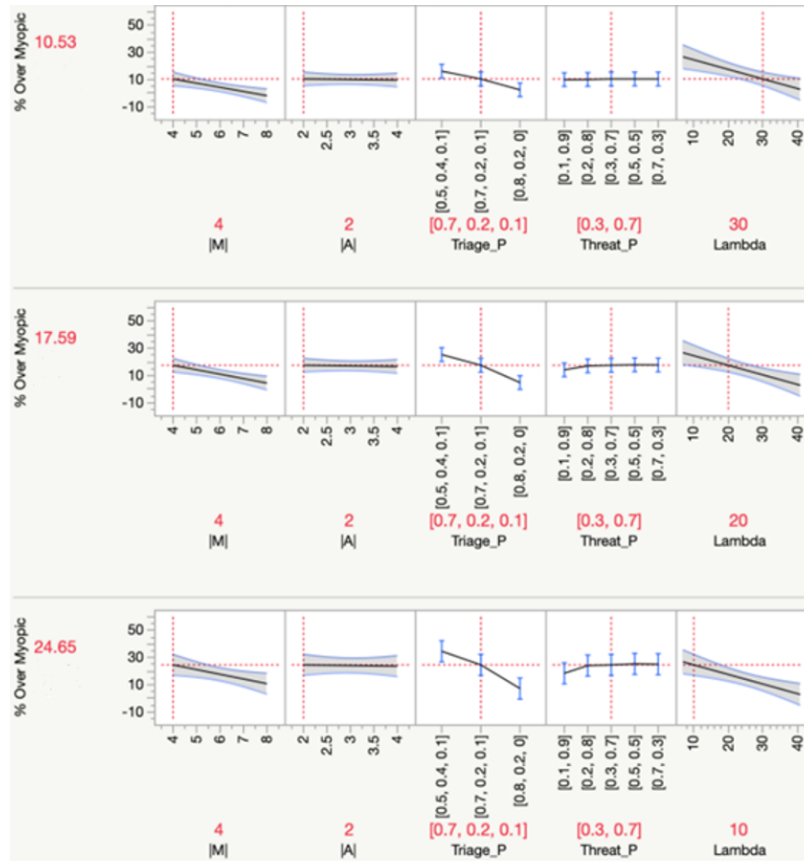 % Over Myopic
10.53
50
30
10
-10
4 5 6 7 8
2 2.5 3 3.5 4
[0.5, 0.4, 0.1] [0.7, 0.2, 0.1] [0.8, 0.2, 0]
[0.1, 0.9] [0.2, 0.8] [0.3, 0.7] [0.5, 0.5] [0.7, 0.3]
10 20 30 40
4 2 [0.7, 0.2, 0.1] [0.3, 0.7] 30
|M| |A| Triage_P Threat_P Lambda
% Over Myopic
17.59
50
30
10
-10
4 5 6 7 8
2 2.5 3 3.5 4
[0.5, 0.4, 0.1] [0.7, 0.2, 0.1] [0.8, 0.2, 0]
[0.1, 0.9] [0.2, 0.8] [0.3, 0.7] [0.5, 0.5] [0.7, 0.3]
10 20 30 40
4 2 [0.7, 0.2, 0.1] [0.3, 0.7] 20
|M| |A| Triage_P Threat_P Lambda
% Over Myopic
24.65
50
30
10
-10
4 5 6 7 8
2 2.5 3 3.5 4
[0.5, 0.4, 0.1] [0.7, 0.2, 0.1] [0.8, 0.2, 0]
[0.1, 0.9] [0.2, 0.8] [0.3, 0.7] [0.5, 0.5] [0.7, 0.3]
10 20 30 40
4 2 [0.7, 0.2, 0.1] [0.3, 0.7] 10
|M| |A| Triage_P Threat_P Lambda